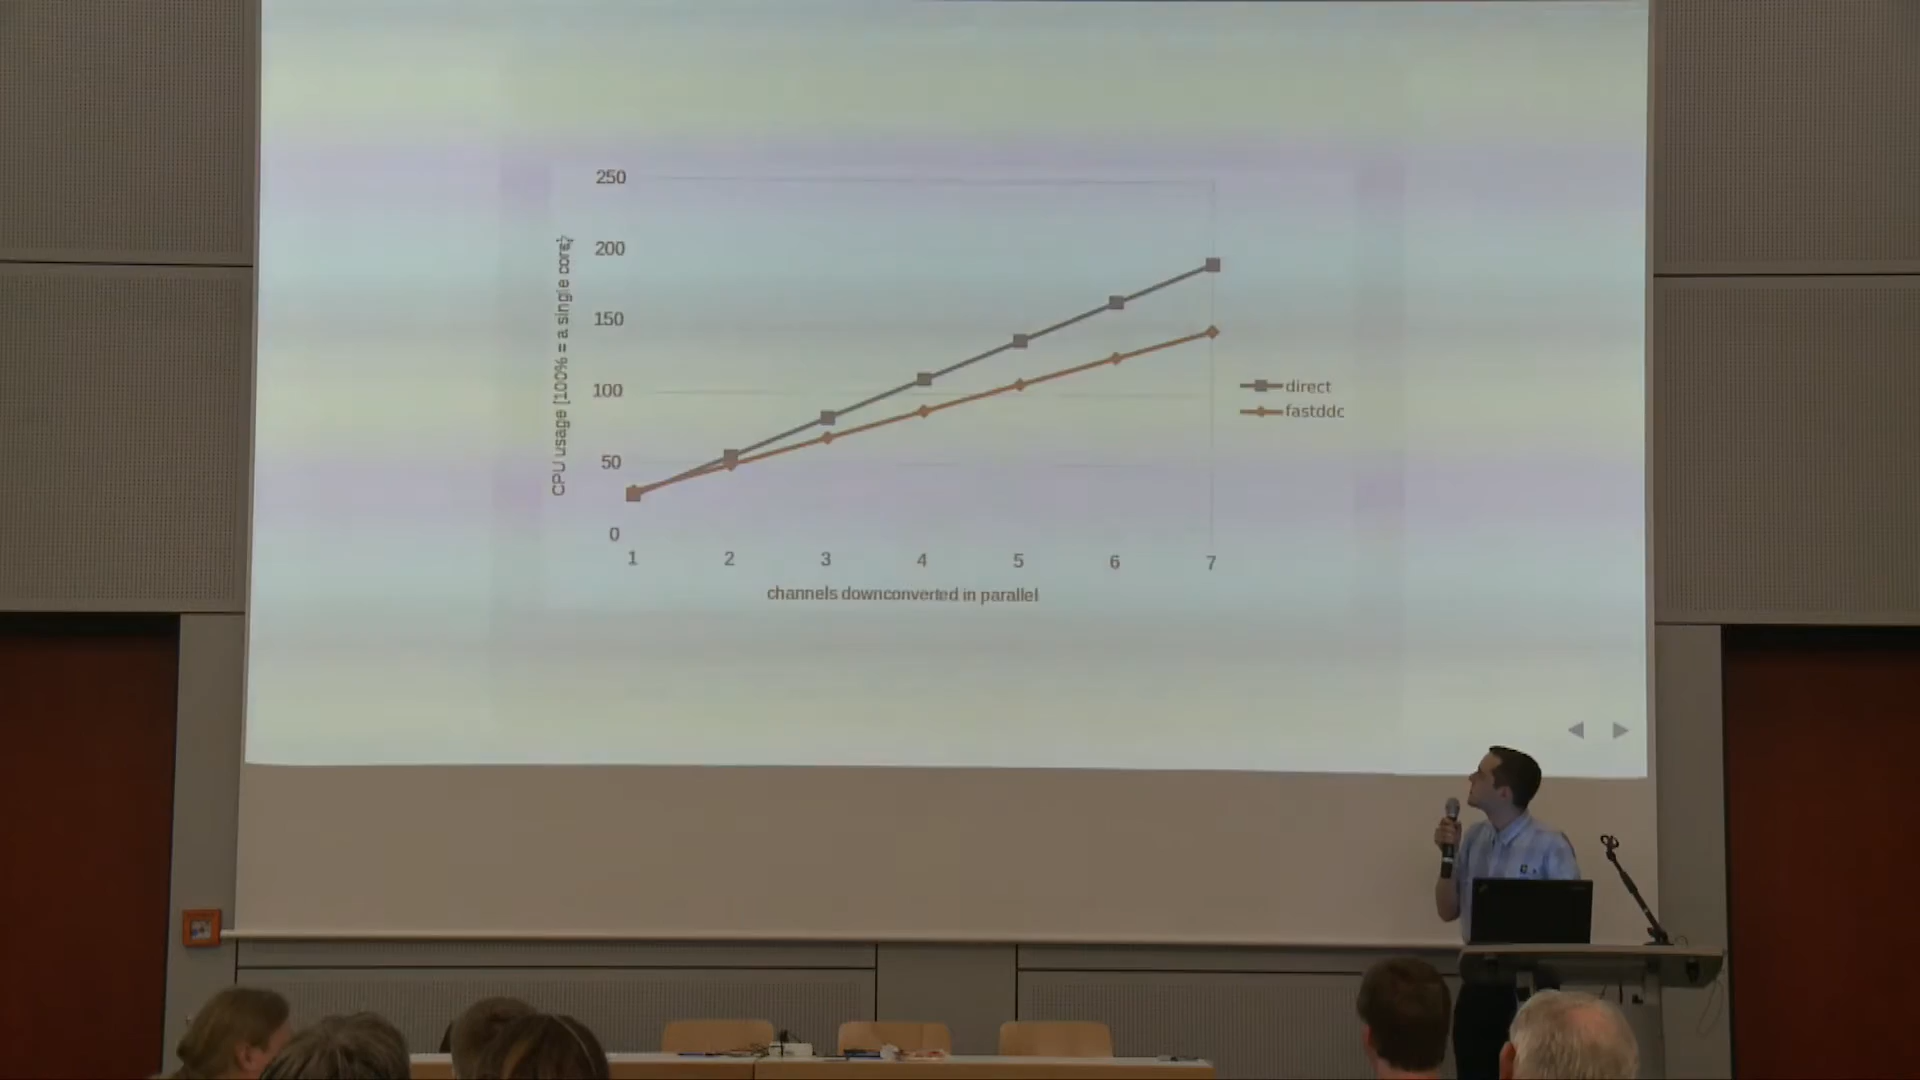 250
200
150
100
50
0
CPU usage [100% = a single core]
1 2 3 4 5 6 7
channels downconverted in parallel
direct
fastddc